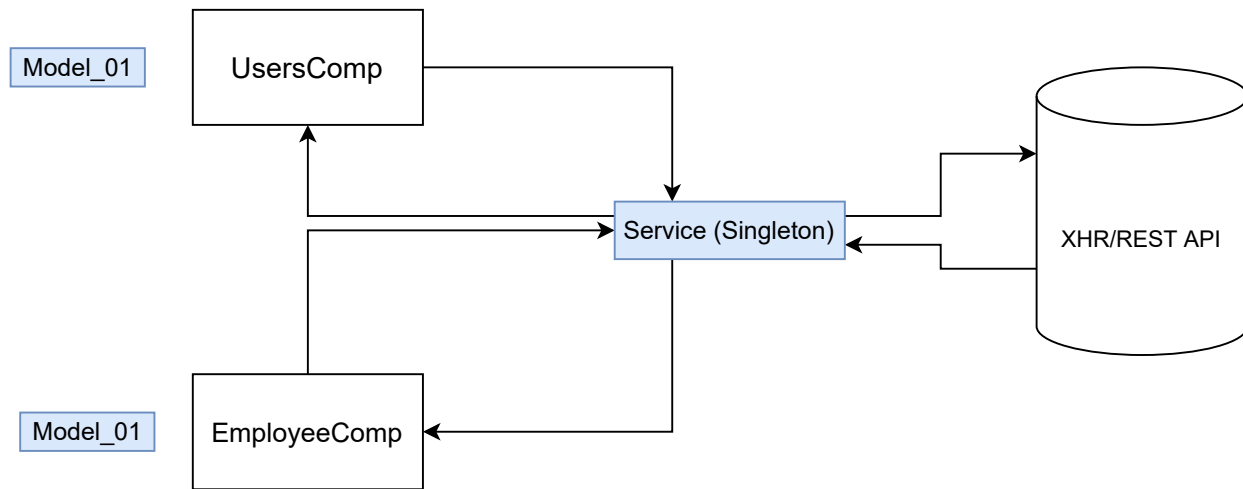 Model_01
UsersComp
Service (Singleton)
XHR/REST API
Model_01
EmployeeComp